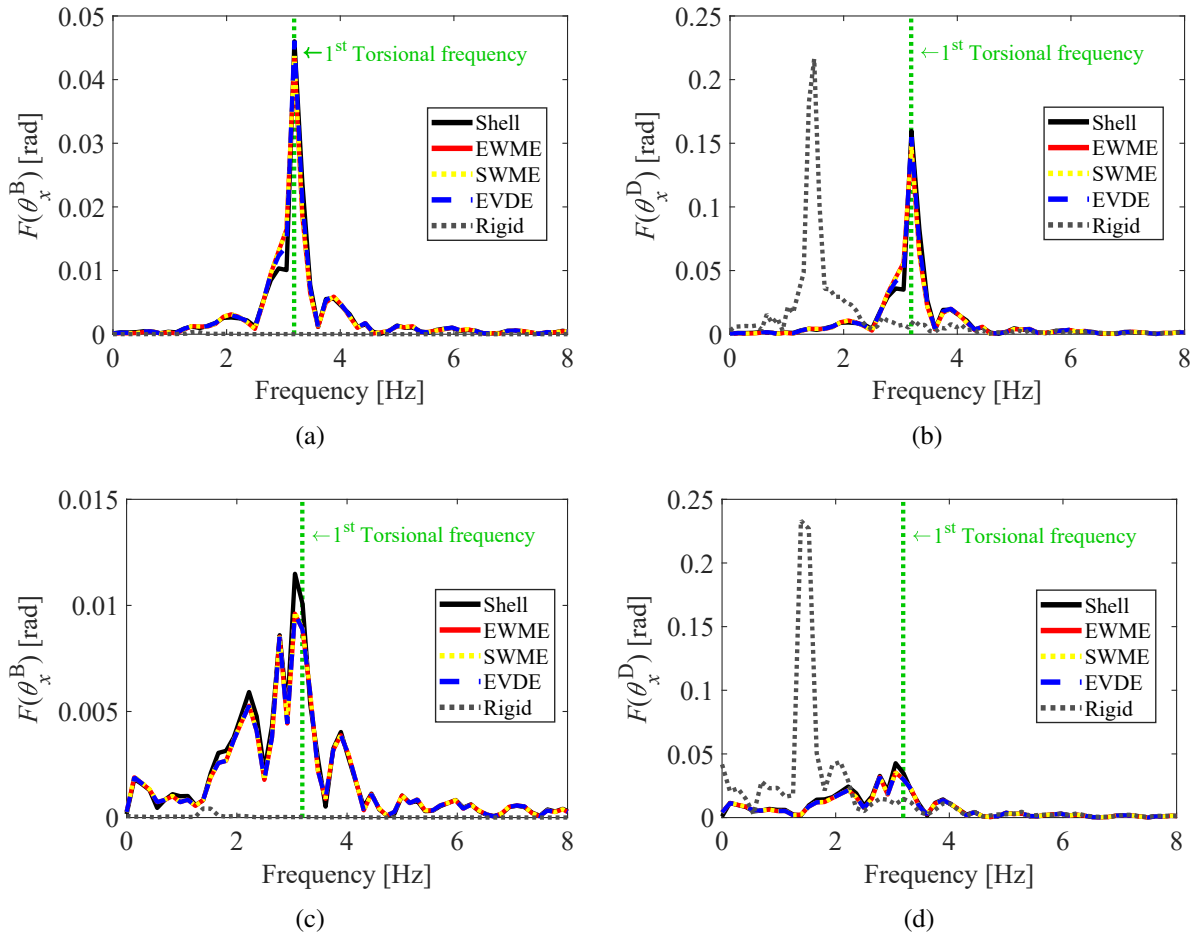 0.05
0.04
0.03
0.02
0.01
0
F(θ_x^B) [rad]
←1st Torsional frequency
Shell
EWME
SWME
EVDE
Rigid
0 2 4 6 8
Frequency [Hz]
(a)
0.25
0.2
0.15
0.1
0.05
0
F(θ_x^D) [rad]
←1st Torsional frequency
Shell
EWME
SWME
EVDE
Rigid
0 2 4 6 8
Frequency [Hz]
(b)
0.015
0.01
0.005
0
F(θ_x^B) [rad]
←1st Torsional frequency
Shell
EWME
SWME
EVDE
Rigid
0 2 4 6 8
Frequency [Hz]
(c)
0.25
0.2
0.15
0.1
0.05
0
F(θ_x^D) [rad]
←1st Torsional frequency
Shell
EWME
SWME
EVDE
Rigid
0 2 4 6 8
Frequency [Hz]
(d)